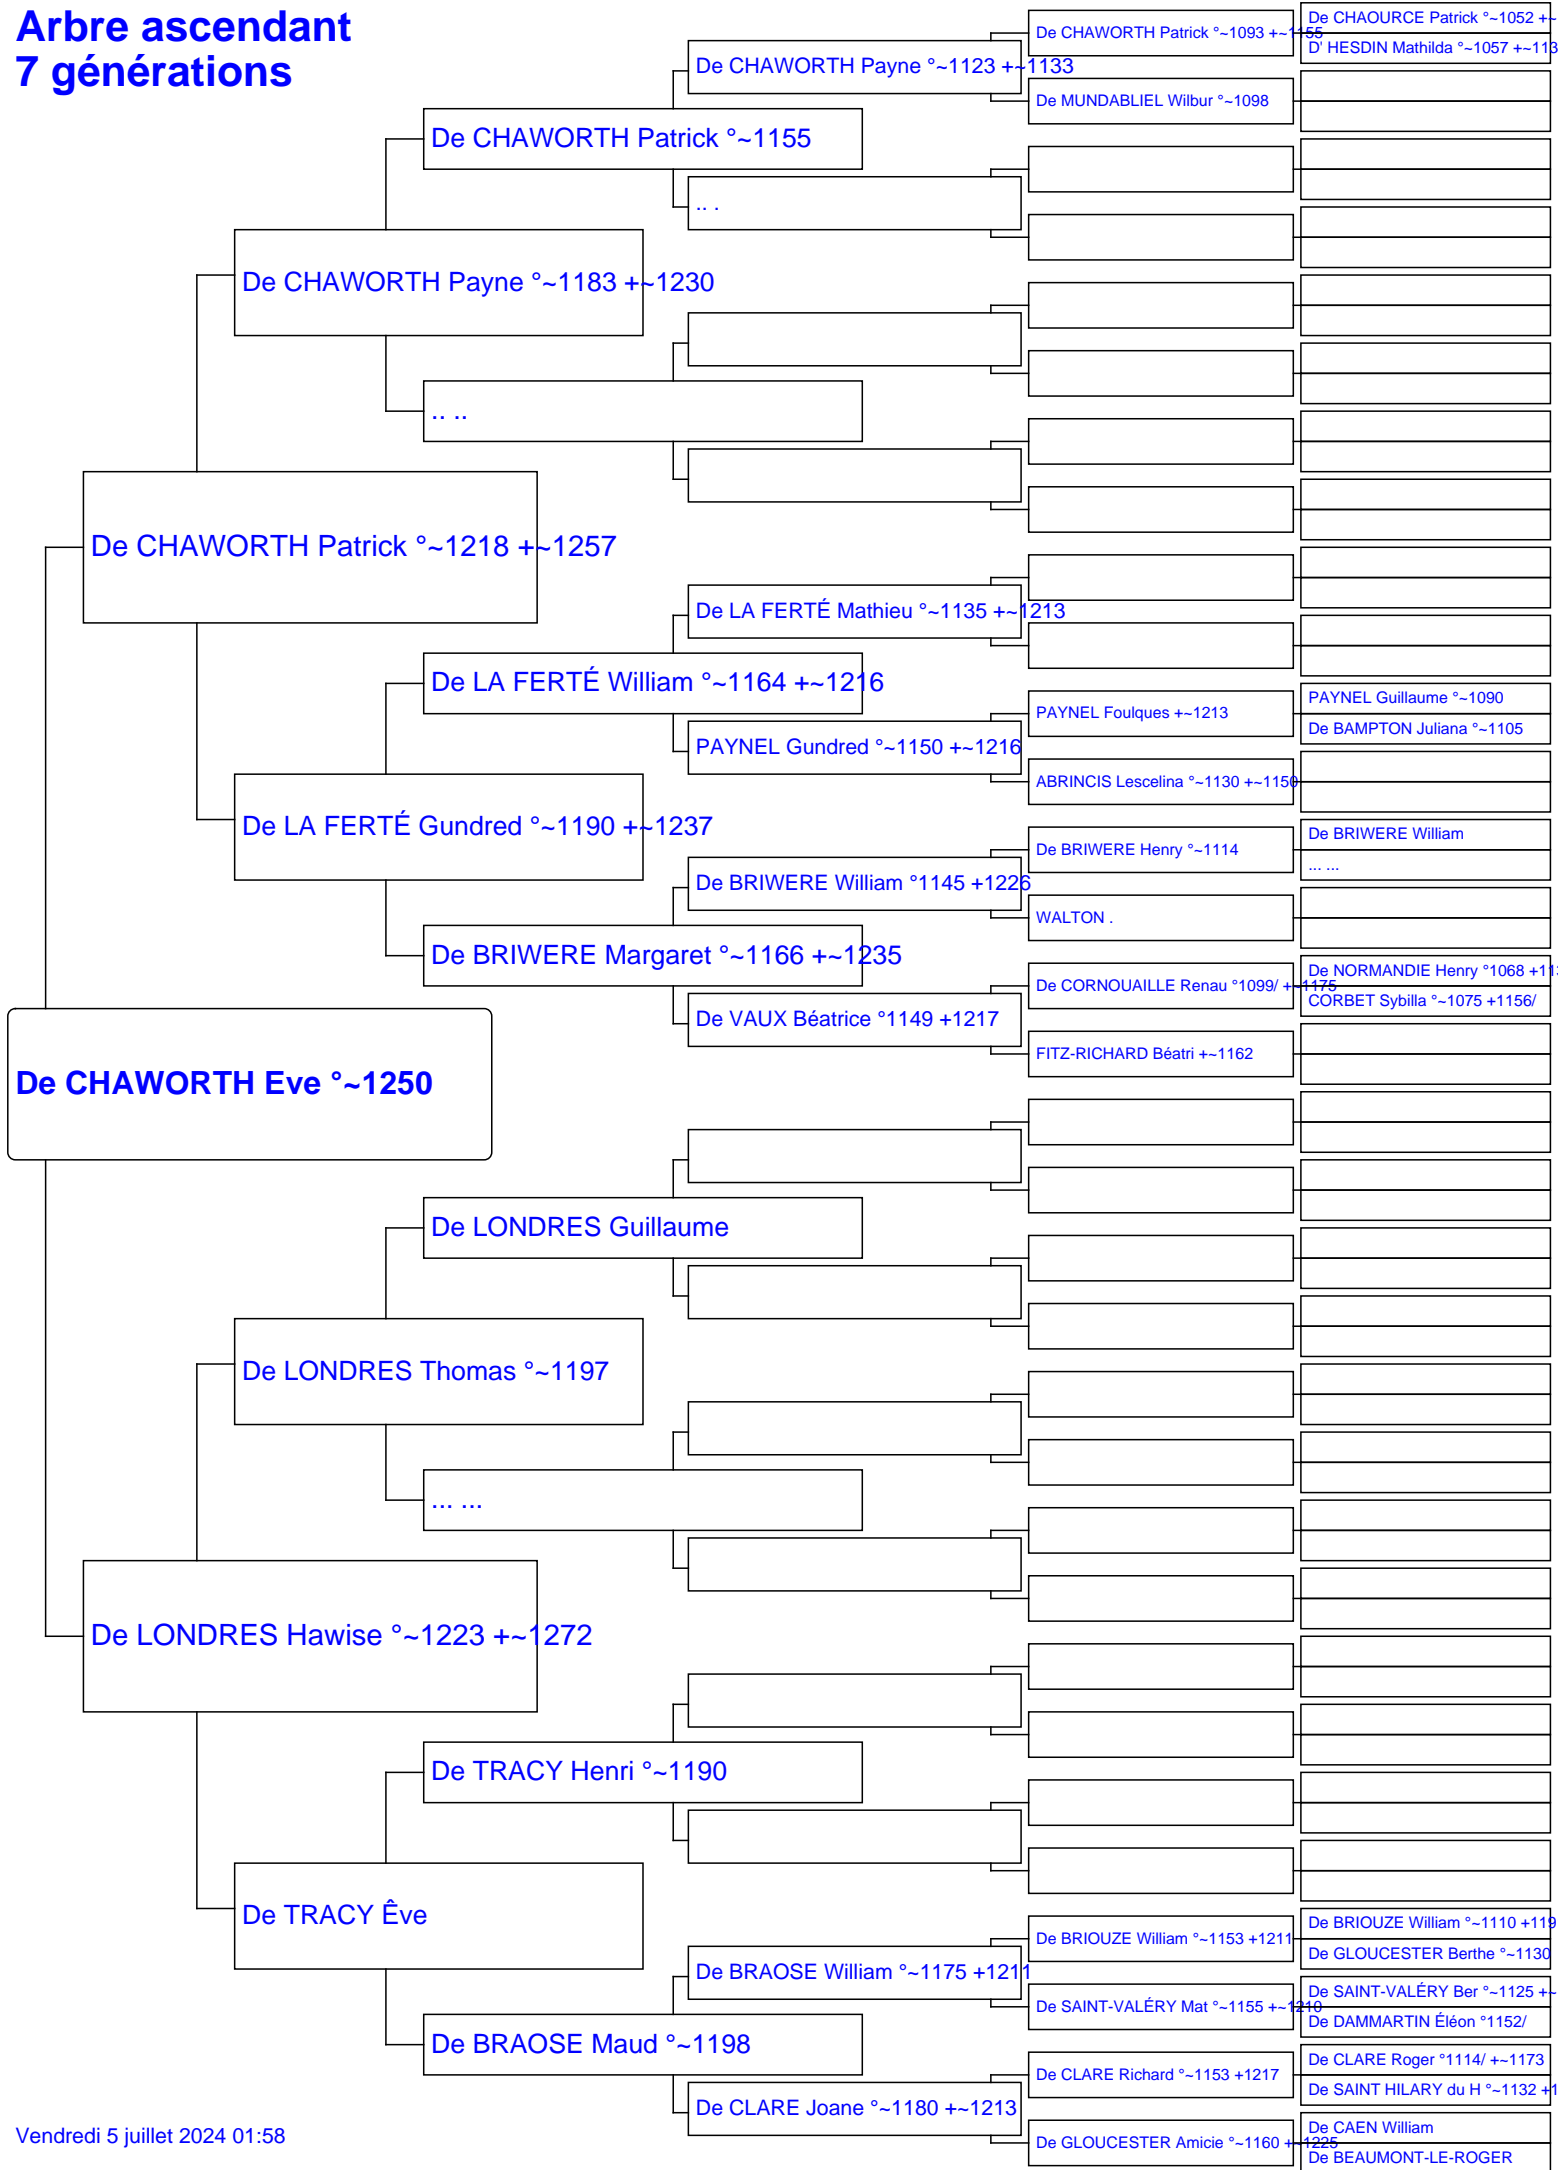 Arbre ascendant
7 générations
De CHAWORTH Eve °~1250
De CHAWORTH Patrick °~1218 +~1257
De LONDRES Hawise °~1223 +~1272
De CHAWORTH Payne °~1183 +~1230
De LA FERTÉ Gundred °~1190 +~1237
De LONDRES Thomas °~1197
De TRACY Êve
De CHAWORTH Patrick °~1155
.. ..
De LA FERTÉ William °~1164 +~1216
De BRIWERE Margaret °~1166 +~1235
De LONDRES Guillaume
... ...
De TRACY Henri °~1190
De BRAOSE Maud °~1198
De CHAWORTH Payne °~1123 +~1133
.. .
De LA FERTÉ Mathieu °~1135 +~1213
PAYNEL Gundred °~1150 +~1216
De BRIWERE William °1145 +1226
De VAUX Béatrice °1149 +1217
De BRAOSE William °~1175 +1211
De CLARE Joane °~1180 +~1213
De CHAWORTH Patrick °~1093 +~1155
De MUNDABLIEL Wilbur °~1098
PAYNEL Foulques +~1213
ABRINCIS Lescelina °~1130 +~1150
De BRIWERE Henry °~1114
WALTON .
De CORNOUAILLE Renau °1099/ +~1175
FITZ-RICHARD Béatri +~1162
De BRIOUZE William °~1153 +1211
De SAINT-VALÉRY Mat °~1155 +~1210
De CLARE Richard °~1153 +1217
De GLOUCESTER Amicie °~1160 +~1225
De CHAOURCE Patrick °~1052 +~
D' HESDIN Mathilda °~1057 +~113
PAYNEL Guillaume °~1090
De BAMPTON Juliana °~1105
De BRIWERE William
... ...
De NORMANDIE Henry °1068 +113
CORBET Sybilla °~1075 +1156/
De BRIOUZE William °~1110 +119
De GLOUCESTER Berthe °~1130
De SAINT-VALÉRY Ber °~1125 +~
De DAMMARTIN Éléon °1152/
De CLARE Roger °1114/ +~1173
De SAINT HILARY du H °~1132 +1
De CAEN William
De BEAUMONT-LE-ROGER
Vendredi 5 juillet 2024 01:58